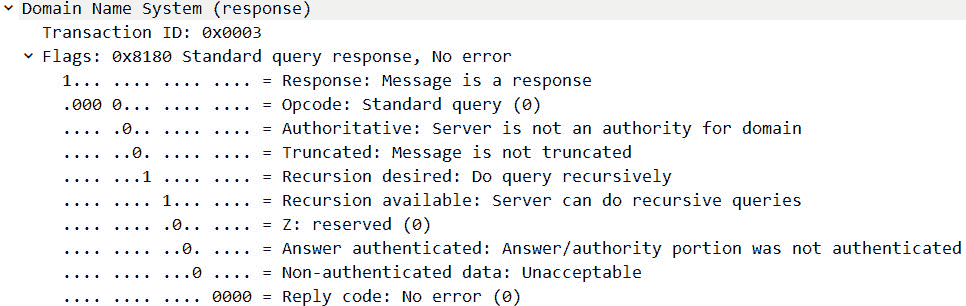 Domain Name System (response)
Transaction ID: 0x0003
Flags: 0x8180 Standard query response, No error
1... .... .... .... = Response: Message is a response
.000 0... .... .... = Opcode: Standard query (0)
.... .0.. .... .... = Authoritative: Server is not an authority for domain
.... ..0. .... .... = Truncated: Message is not truncated
.... ...1 .... .... = Recursion desired: Do query recursively
.... .... 1... .... = Recursion available: Server can do recursive queries
.... .... .0.. .... = Z: reserved (0)
.... .... ..0. .... = Answer authenticated: Answer/authority portion was not authenticated
.... .... ...0 .... = Non-authenticated data: Unacceptable
.... .... .... 0000 = Reply code: No error (0)